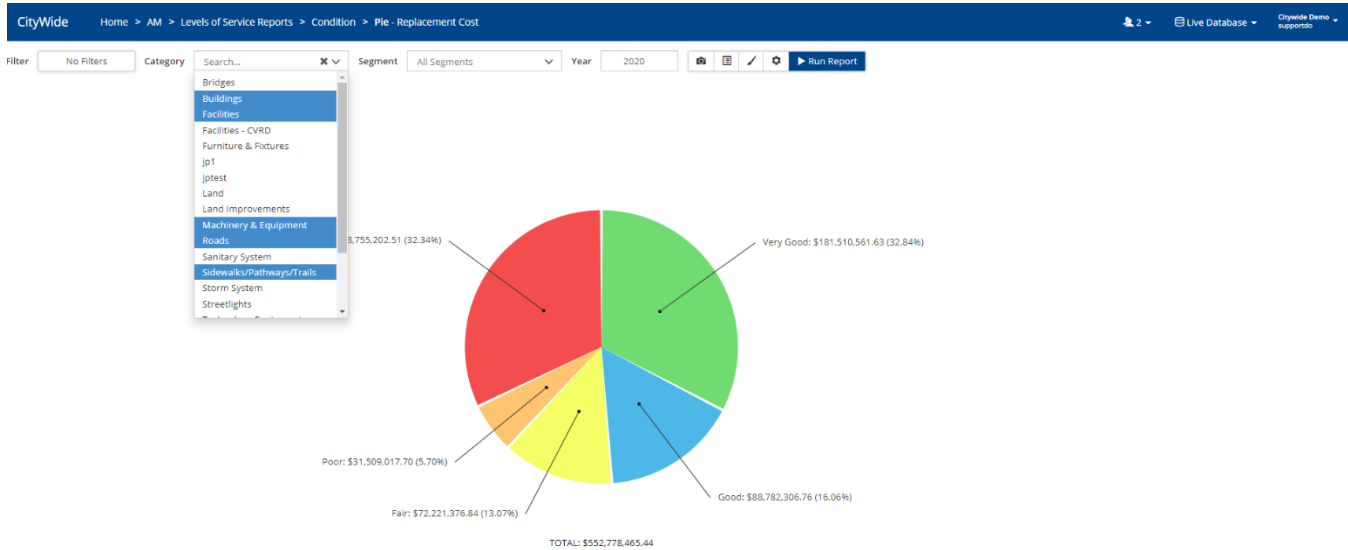 CityWide Home > AM > Levels of Service Reports > Condition > Pie - Replacement Cost 2 Live Database Citywide Demo
supportdo
Filter No Filters Category Search... Segment All Segments Year 2020 Run Report
Bridges
Buildings
Facilities
Facilities - CVRD
Furniture & Fixtures
jp1
jptest
Land
Land Improvements
Machinery & Equipment
Roads
Sanitary System
Sidewalks/Pathways/Trails
Storm System
Streetlights
,755,202.51 (32.34%)
Very Good: $181,510,561.63 (32.84%)
Poor: $31,509,017.70 (5.70%)
Good: $88,782,306.76 (16.06%)
Fair: $72,221,376.84 (13.07%)
TOTAL: $552,778,465.44